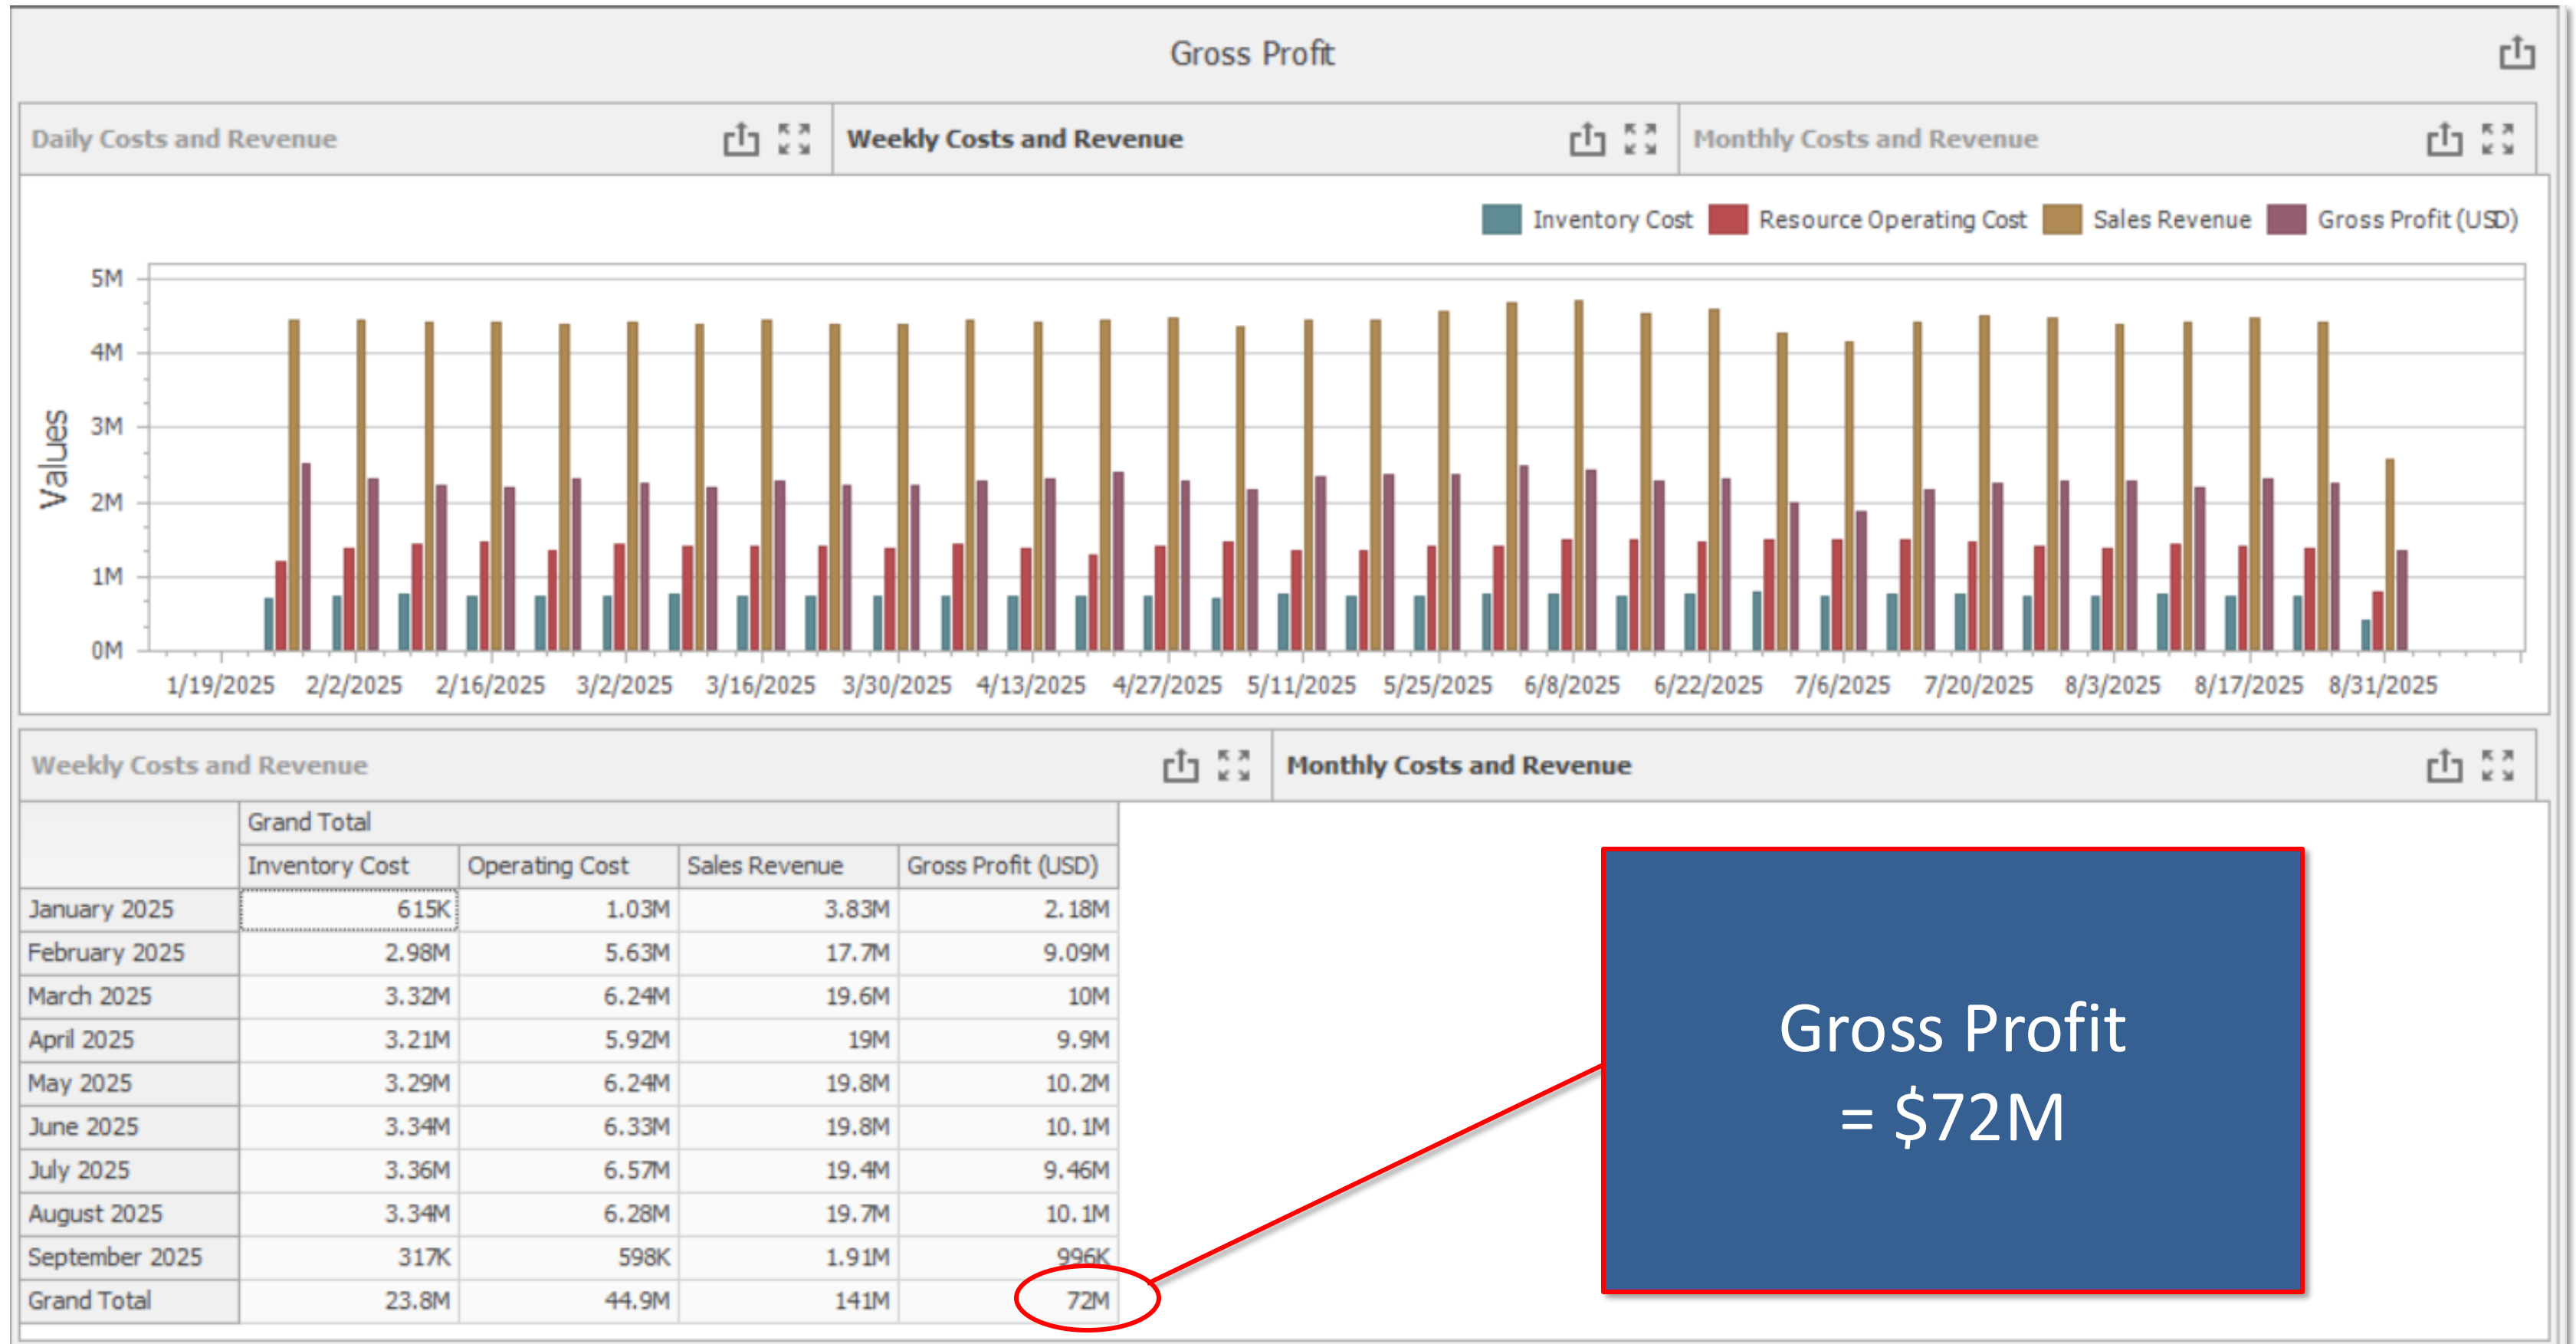 Gross Profit
Daily Costs and Revenue
Weekly Costs and Revenue
Monthly Costs and Revenue
Inventory Cost Resource Operating Cost Sales Revenue Gross Profit (USD)
Values
5M
4M
3M
2M
1M
0M
1/19/2025 2/2/2025 2/16/2025 3/2/2025 3/16/2025 3/30/2025 4/13/2025 4/27/2025 5/11/2025 5/25/2025 6/8/2025 6/22/2025 7/6/2025 7/20/2025 8/3/2025 8/17/2025 8/31/2025
Weekly Costs and Revenue
Monthly Costs and Revenue
Grand Total
Inventory Cost Operating Cost Sales Revenue Gross Profit (USD)
January 2025 615K 1.03M 3.83M 2.18M
February 2025 2.98M 5.63M 17.7M 9.09M
March 2025 3.32M 6.24M 19.6M 10M
April 2025 3.21M 5.92M 19M 9.9M
May 2025 3.29M 6.24M 19.8M 10.2M
June 2025 3.34M 6.33M 19.8M 10.1M
July 2025 3.36M 6.57M 19.4M 9.46M
August 2025 3.34M 6.28M 19.7M 10.1M
September 2025 317K 598K 1.91M 996K
Grand Total 23.8M 44.9M 141M 72M
Gross Profit
= $72M